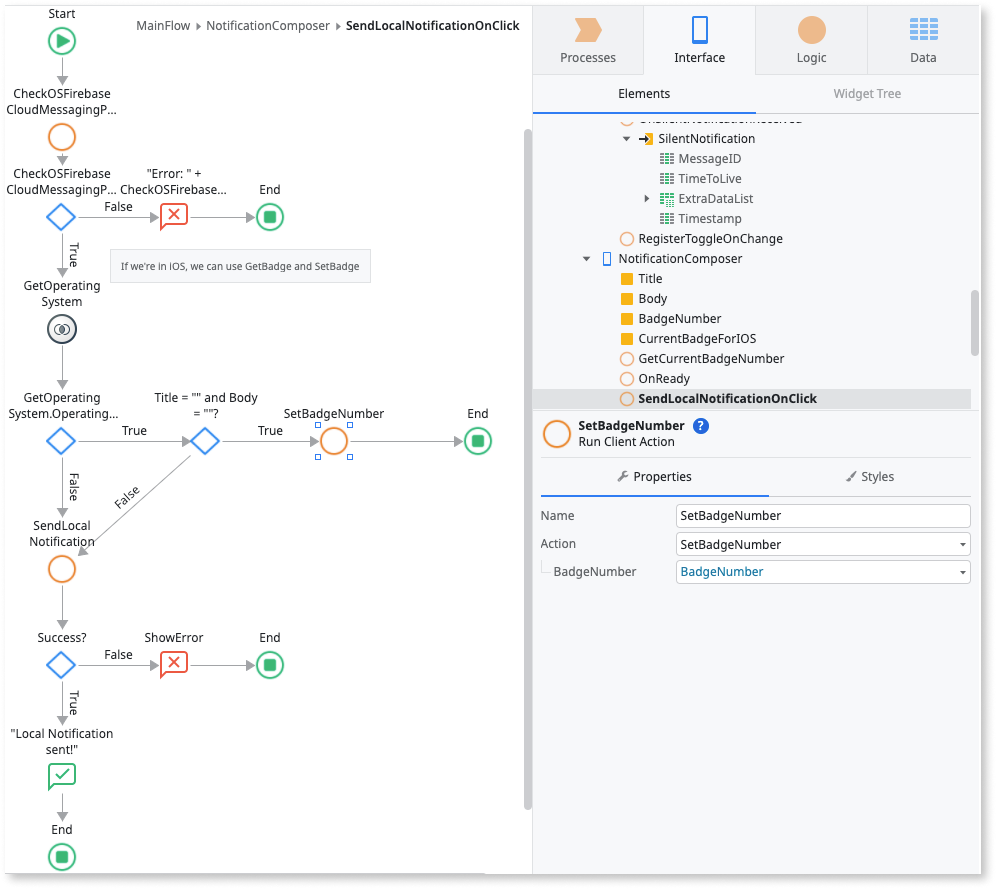 Start
MainFlow ▸ NotificationComposer ▸ SendLocalNotificationOnClick
CheckOSFirebase
CloudMessagingP...
CheckOSFirebase
CloudMessagingP...
False
"Error: " +
CheckOSFirebase...
End
True
If we're in iOS, we can use GetBadge and SetBadge
GetOperating
System
GetOperating
System.Operating...
True
Title = "" and Body
= ""?
True
SetBadgeNumber
End
False
False
SendLocal
Notification
Success?
False
ShowError
End
True
"Local Notification
sent!"
End
Processes
Interface
Logic
Data
Elements
Widget Tree
SilentNotification
MessageID
TimeToLive
ExtraDataList
Timestamp
RegisterToggleOnChange
NotificationComposer
Title
Body
BadgeNumber
CurrentBadgeForIOS
GetCurrentBadgeNumber
OnReady
SendLocalNotificationOnClick
SetBadgeNumber ?
Run Client Action
Properties
Styles
Name
SetBadgeNumber
Action
SetBadgeNumber
BadgeNumber
BadgeNumber